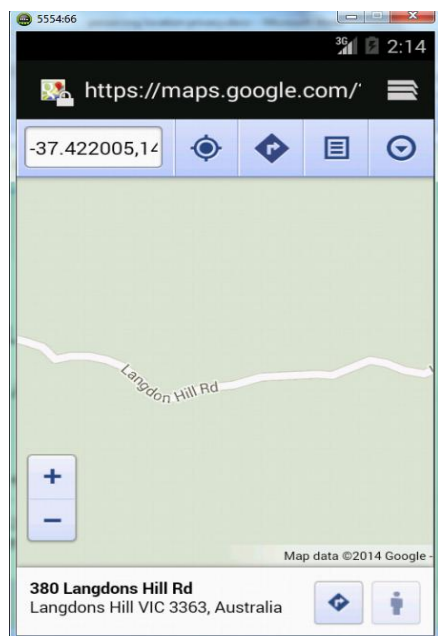 5554:66
3G 2:14
https://maps.google.com/
-37.422005,14
Langdon Hill Rd
+
−
Map data ©2014 Google -
380 Langdons Hill Rd
Langdons Hill VIC 3363, Australia